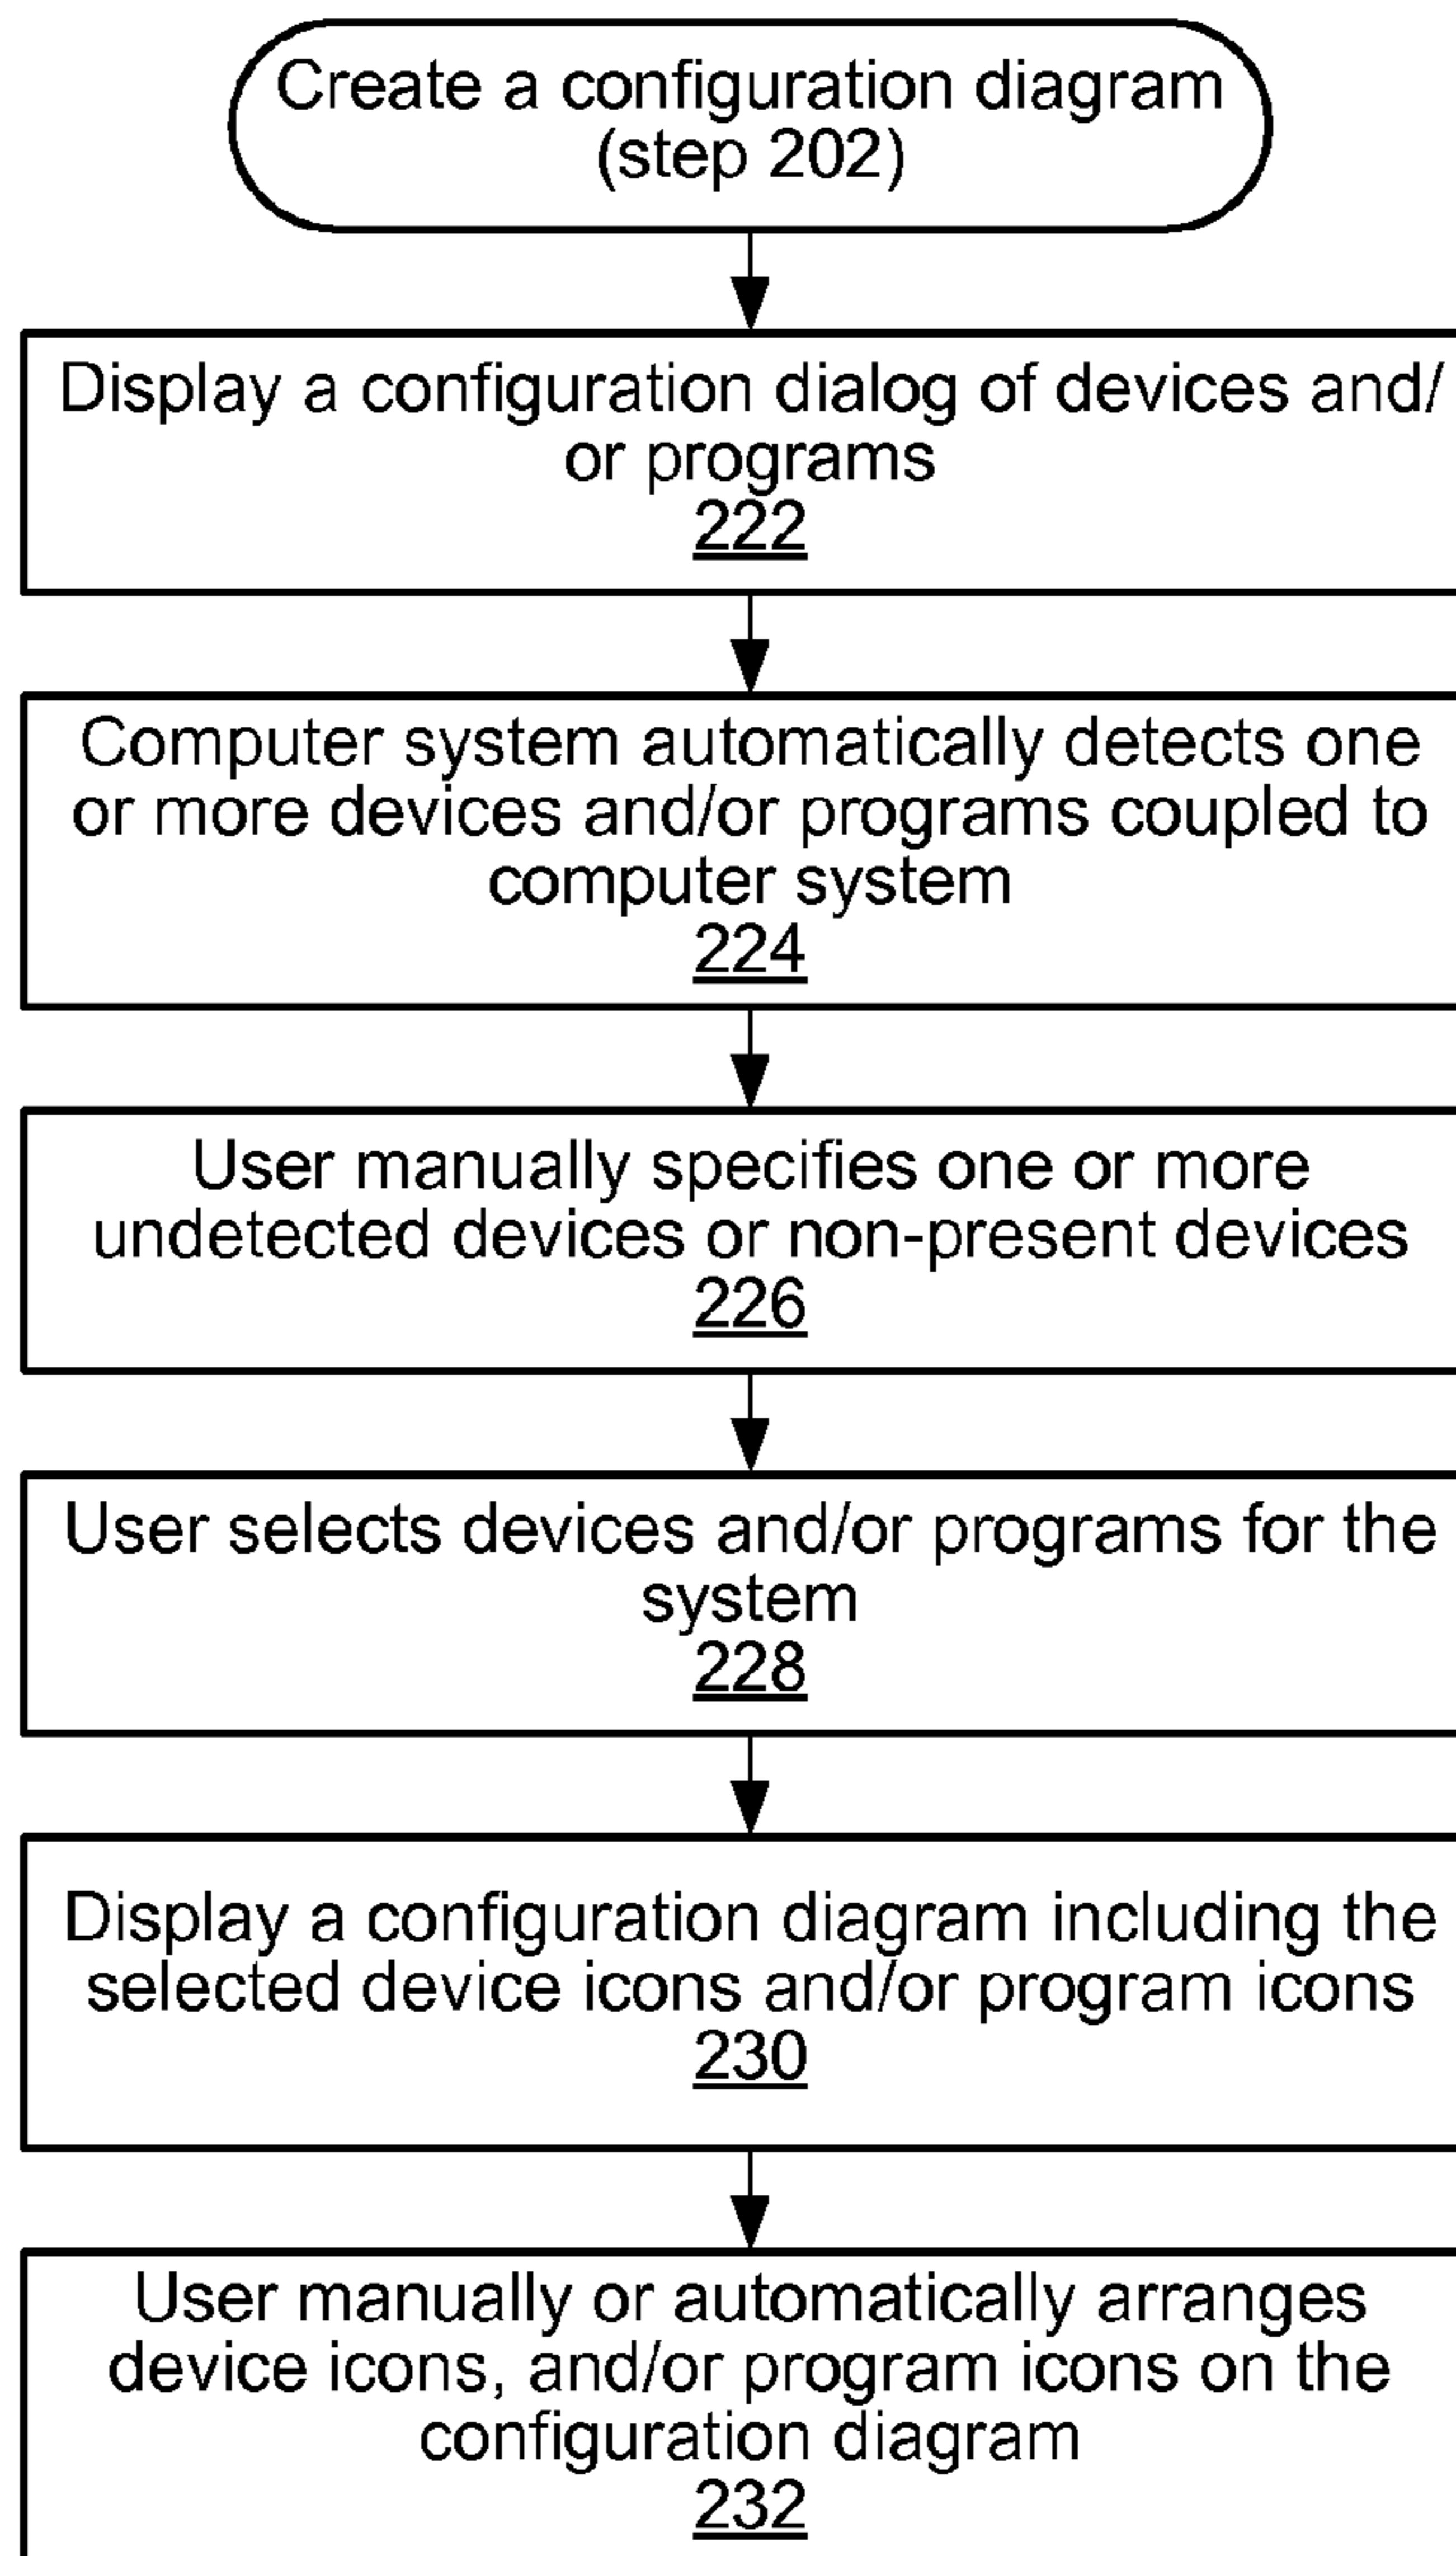 Create a configuration diagram
(step 202)
Display a configuration dialog of devices and/
or programs
222
Computer system automatically detects one
or more devices and/or programs coupled to
computer system
224
User manually specifies one or more
undetected devices or non-present devices
226
User selects devices and/or programs for the
system
228
Display a configuration diagram including the
selected device icons and/or program icons
230
User manually or automatically arranges
device icons, and/or program icons on the
configuration diagram
232